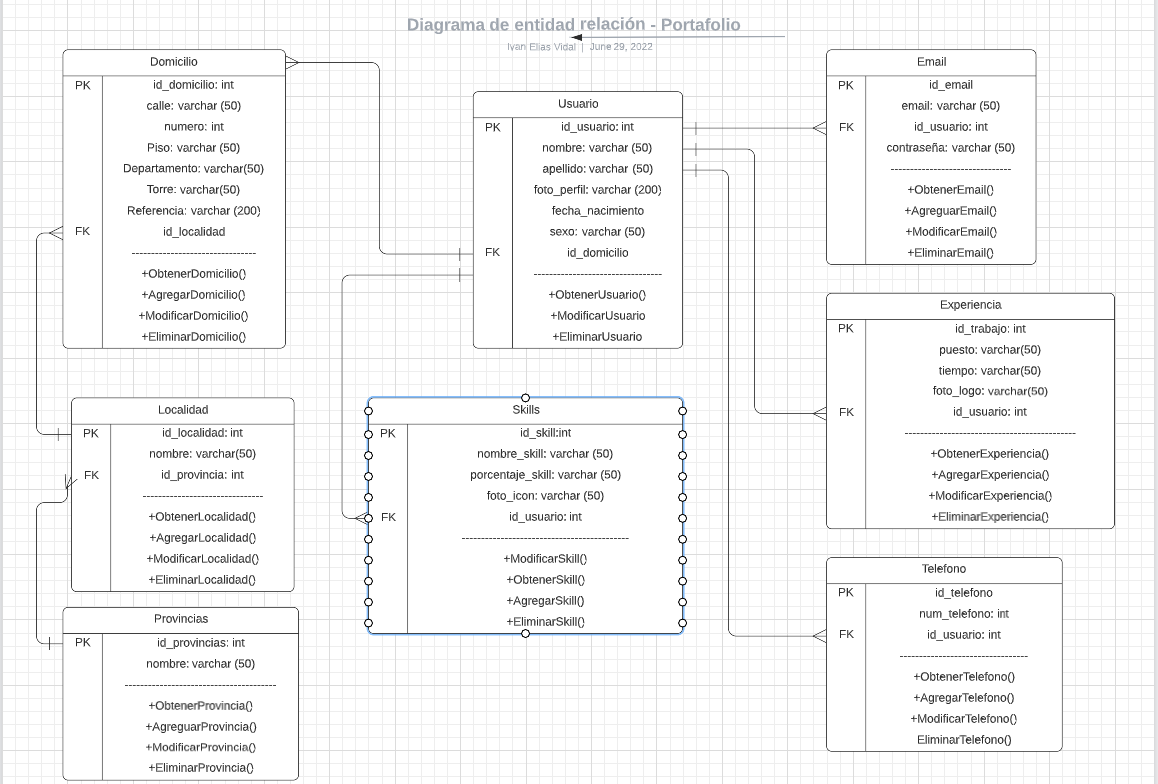 Diagrama de entidad relación - Portafolio
Ivan Elias Vidal | June 29, 2022
Domicilio
PK id_domicilio: int
calle: varchar (50)
numero: int
Piso: varchar (50)
Departamento: varchar(50)
Torre: varchar(50)
Referencia: varchar (200)
FK id_localidad
--------------------------------
+ObtenerDomicilio()
+AgregarDomicilio()
+ModificarDomicilio()
+EliminarDomicilio()
Usuario
PK id_usuario: int
nombre: varchar (50)
apellido: varchar (50)
foto_perfil: varchar (200)
fecha_nacimiento
sexo: varchar (50)
FK id_domicilio
---------------------------------
+ObtenerUsuario()
+ModificarUsuario
+EliminarUsuario
Email
PK id_email
email: varchar (50)
FK id_usuario: int
contraseña: varchar (50)
-------------------------------
+ObtenerEmail()
+AgreguarEmail()
+ModificarEmail()
+EliminarEmail()
Experiencia
PK id_trabajo: int
puesto: varchar(50)
tiempo: varchar(50)
foto_logo: varchar(50)
FK id_usuario: int
--------------------------------------------
+ObtenerExperiencia()
+AgregarExperiencia()
+ModificarExperiencia()
+EliminarExperiencia()
Localidad
PK id_localidad: int
nombre: varchar(50)
FK id_provincia: int
-------------------------------
+ObtenerLocalidad()
+AgregarLocalidad()
+ModificarLocalidad()
+EliminarLocalidad()
Skills
PK id_skill:int
nombre_skill: varchar (50)
porcentaje_skill: varchar (50)
foto_icon: varchar (50)
FK id_usuario: int
-------------------------------------------
+ModificarSkill()
+ObtenerSkill()
+AgregarSkill()
+EliminarSkill()
Telefono
PK id_telefono
num_telefono: int
FK id_usuario: int
---------------------------------
+ObtenerTelefono()
+AgregarTelefono()
+ModificarTelefono()
EliminarTelefono()
Provincias
PK id_provincias: int
nombre: varchar (50)
---------------------------------------
+ObtenerProvincia()
+AgreguarProvincia()
+ModificarProvincia()
+EliminarProvincia()